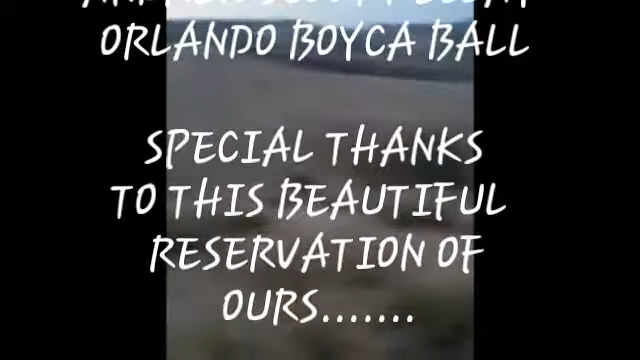 ORLANDO BOYCA BALL
SPECIAL THANKS
TO THIS BEAUTIFUL
RESERVATION OF
OURS.......